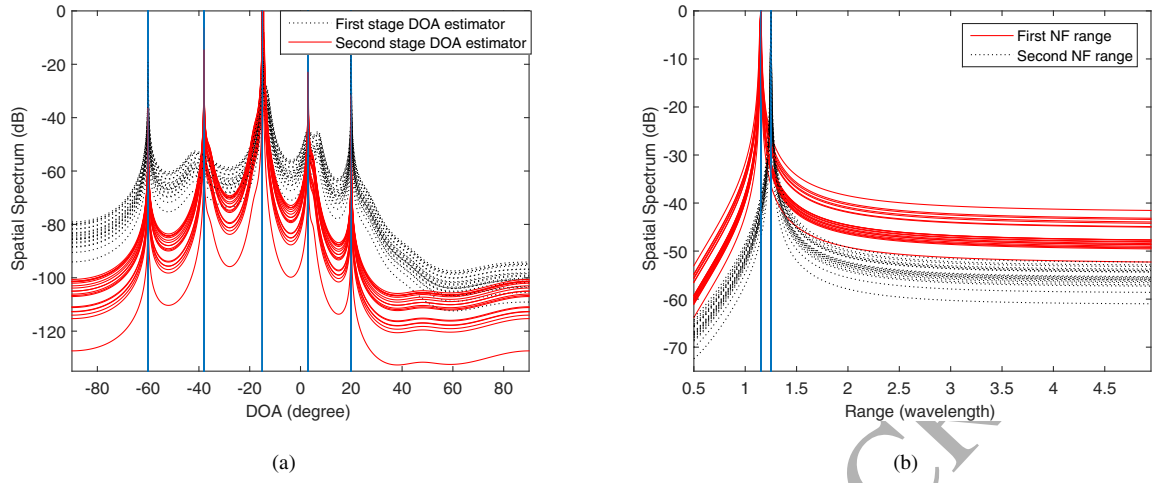 0
-20
-40
-60
-80
-100
-120
Spatial Spectrum (dB)
First stage DOA estimator
Second stage DOA estimator
-80 -60 -40 -20 0 20 40 60 80
DOA (degree)
(a)
0
-10
-20
-30
-40
-50
-60
-70
Spatial Spectrum (dB)
First NF range
Second NF range
0.5 1 1.5 2 2.5 3 3.5 4 4.5
Range (wavelength)
(b)